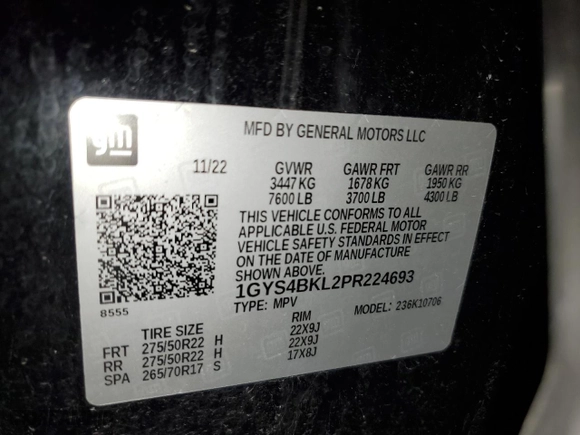 gm
MFD BY GENERAL MOTORS LLC
11/22 GVWR GAWR FRT GAWR RR
3447 KG 1678 KG 1950 KG
7600 LB 3700 LB 4300 LB
THIS VEHICLE CONFORMS TO ALL
APPLICABLE U.S. FEDERAL MOTOR
VEHICLE SAFETY STANDARDS IN EFFECT
ON THE DATE OF MANUFACTURE
SHOWN ABOVE.
1GYS4BKL2PR224693
8555
TYPE: MPV MODEL: 236K10706
TIRE SIZE RIM
FRT 275/50R22 H 22X9J
RR 275/50R22 H 22X9J
SPA 265/70R17 S 17X8J